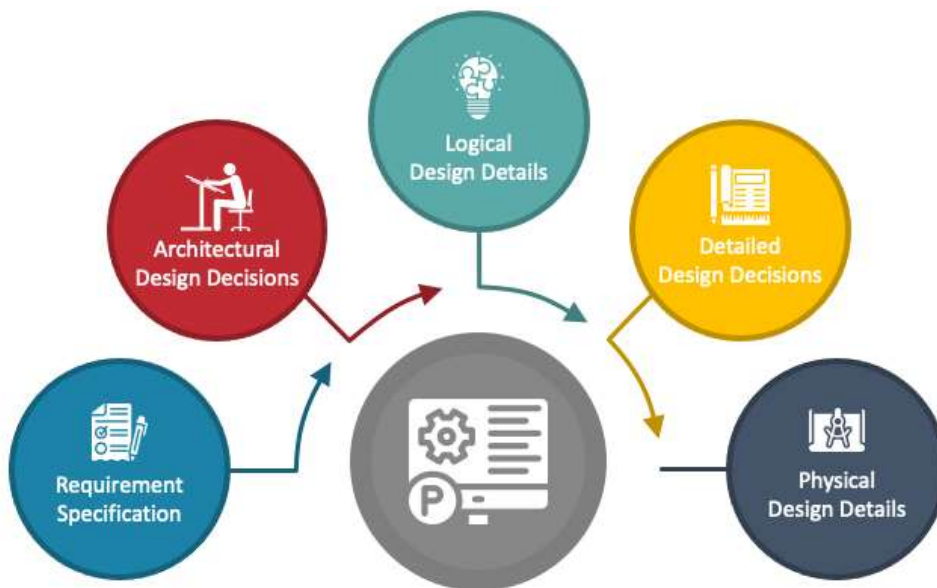 Logical
Design Details
Architectural
Design Decisions
Detailed
Design Decisions
Requirement
Specification
P
Physical
Design Details